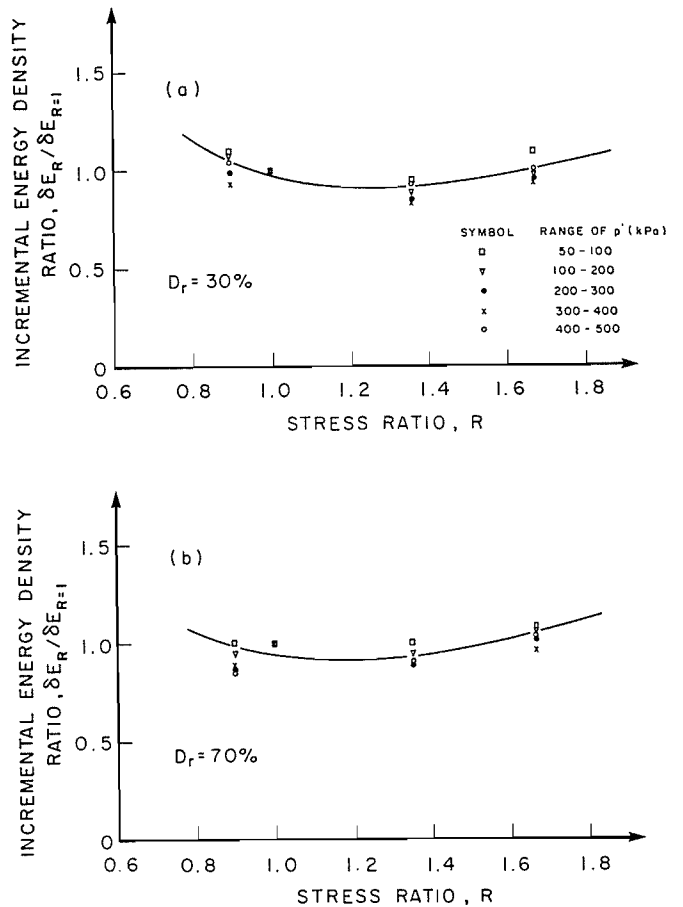 INCREMENTAL ENERGY DENSITY
RATIO, δE_R/δE_{R=1}
1.5
1.0
0.5
0
(a)
D_r = 30%
SYMBOL RANGE OF p' (kPa)
□ 50-100
▽ 100-200
● 200-300
x 300-400
○ 400-500
0.6 0.8 1.0 1.2 1.4 1.6 1.8
STRESS RATIO, R
INCREMENTAL ENERGY DENSITY
RATIO, δE_R/δE_{R=1}
1.5
1.0
0.5
0
(b)
D_r = 70%
0.6 0.8 1.0 1.2 1.4 1.6 1.8
STRESS RATIO, R